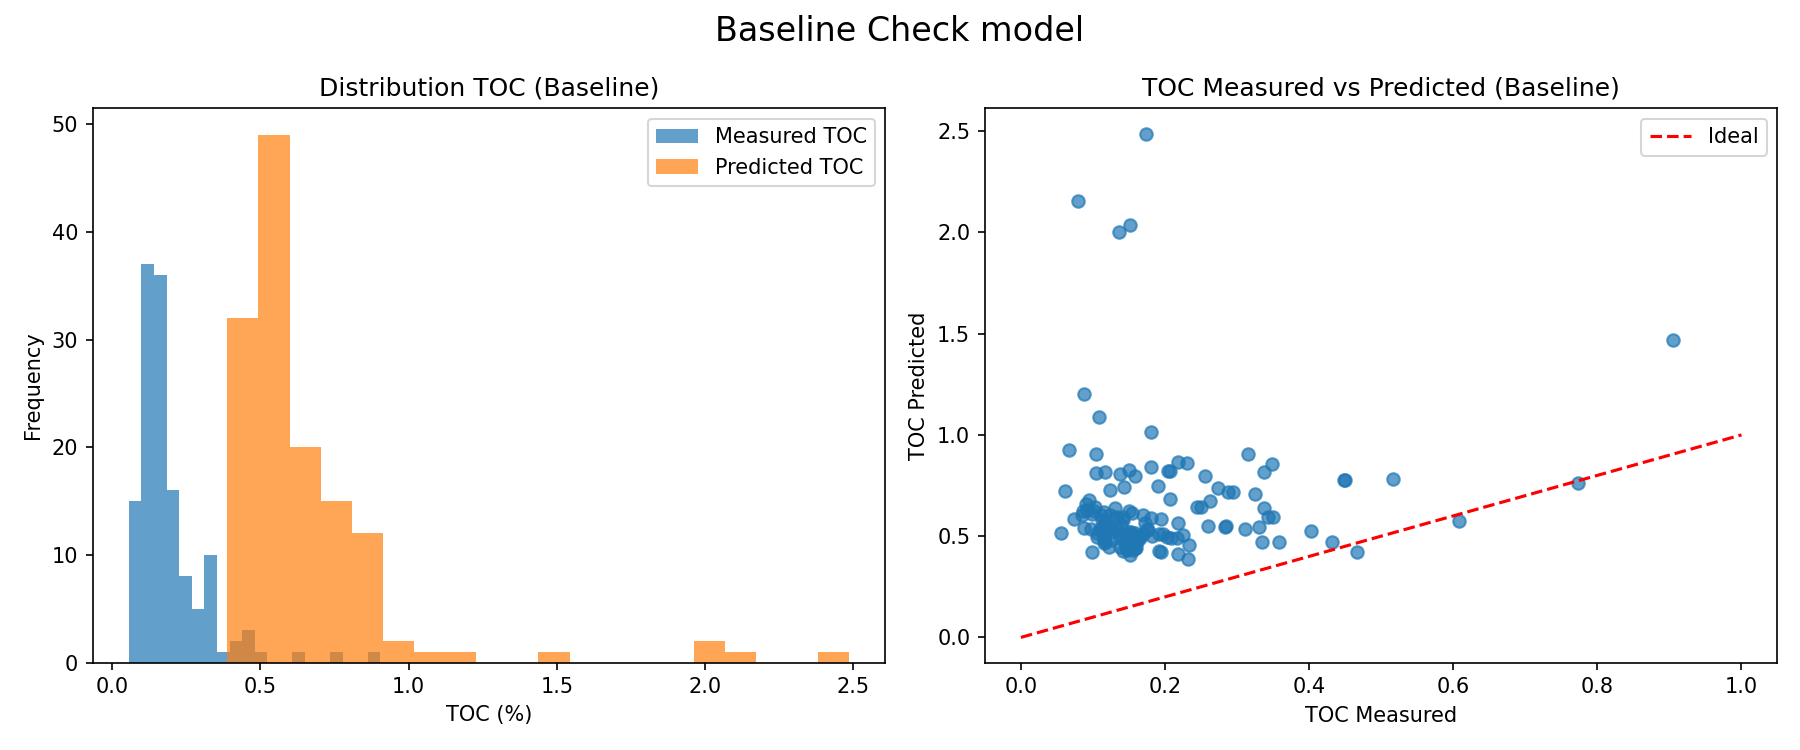 Baseline Check model
Distribution TOC (Baseline)
Measured TOC
Predicted TOC
Frequency
50
40
30
20
10
0
0.0 0.5 1.0 1.5 2.0 2.5
TOC (%)
TOC Measured vs Predicted (Baseline)
Ideal
TOC Predicted
2.5
2.0
1.5
1.0
0.5
0.0
0.0 0.2 0.4 0.6 0.8 1.0
TOC Measured